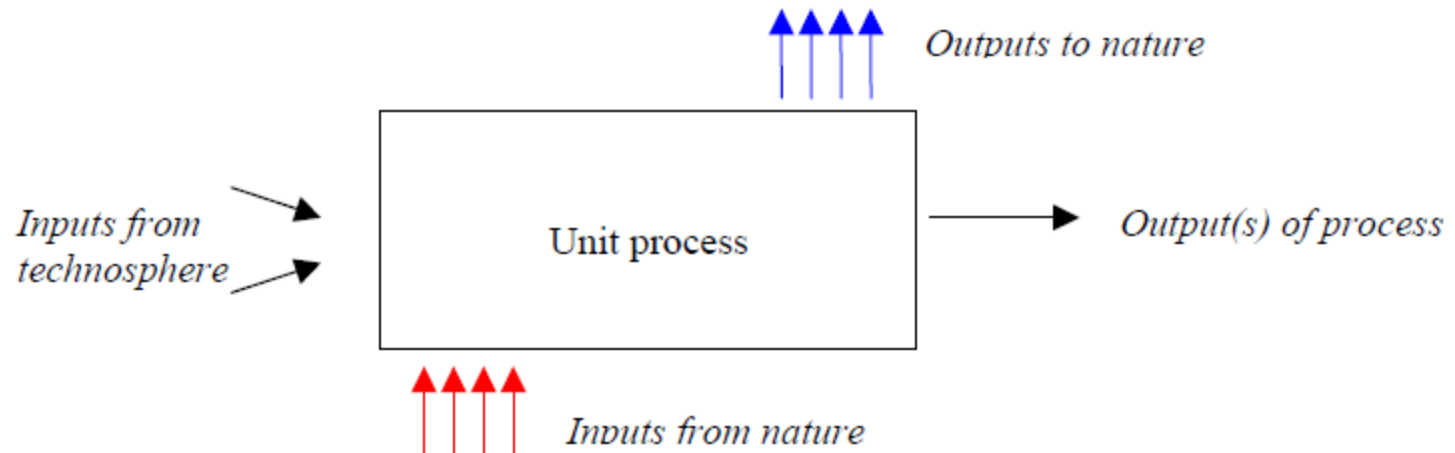 Outputs to nature
Inputs from
technosphere
Unit process
Output(s) of process
Inputs from nature